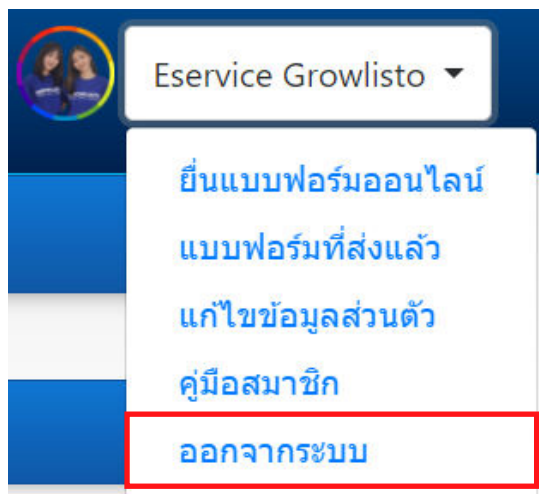 Eservice Growlisto
ยื่นแบบฟอร์มออนไลน์
แบบฟอร์มที่ส่งแล้ว
แก้ไขข้อมูลส่วนตัว
คู่มือสมาชิก
ออกจากระบบ